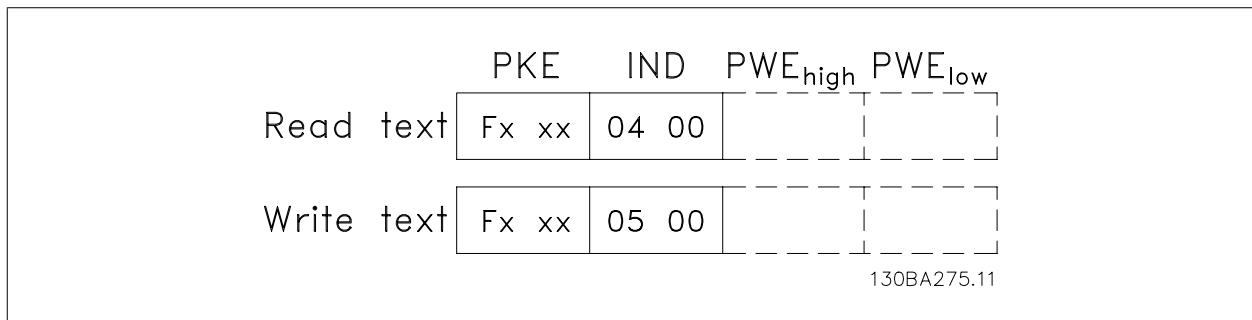 PKE IND PWEhigh PWElow
Read text Fx xx 04 00
Write text Fx xx 05 00
130BA275.11